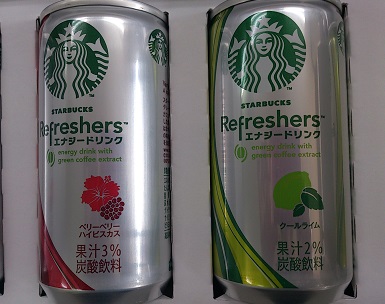 STARBUCKS
Refreshers™
エナジードリンク
energy drink with
green coffee extract
ベリーベリー
ハイビスカス
果汁3%
炭酸飲料
STARBUCKS
Refreshers™
エナジードリンク
energy drink with
green coffee extract
クールライム
果汁2%
炭酸飲料